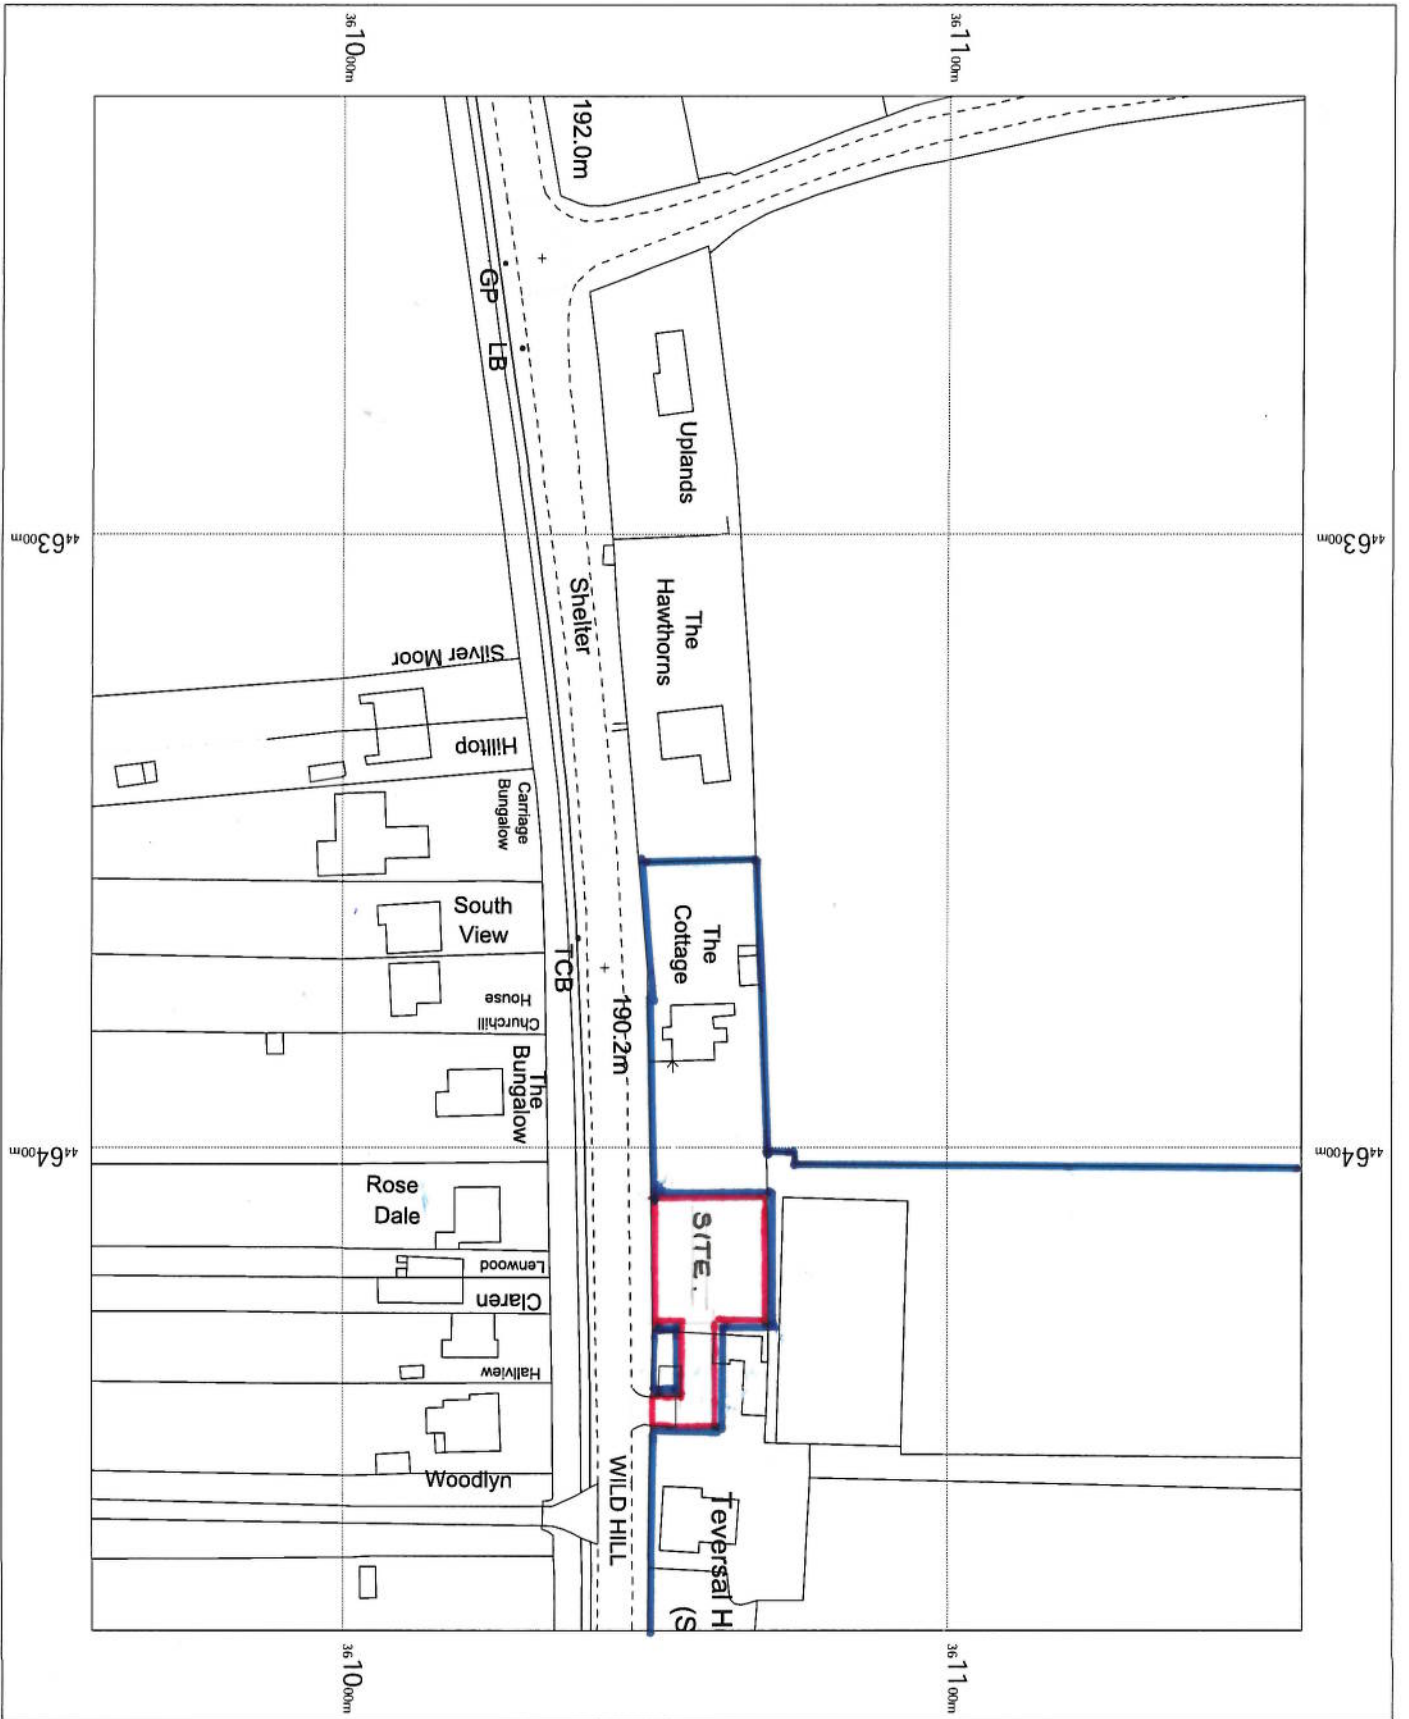 3610 00m
3611 00m
192.0m
GP
LB
Uplands
4463 00m
4463 00m
Shelter
The
Hawthorns
Silver Moor
Hilltop
Carriage
Bungalow
South
View
The
Cottage
TCB
House
Churchill
190.2m
The
Bungalow
4464 00m
4464 00m
Rose
Dale
SITE.
Lenwood
Claren
Hallview
Woodlyn
WILD HILL
Teversal H
(S
3610 00m
3611 00m